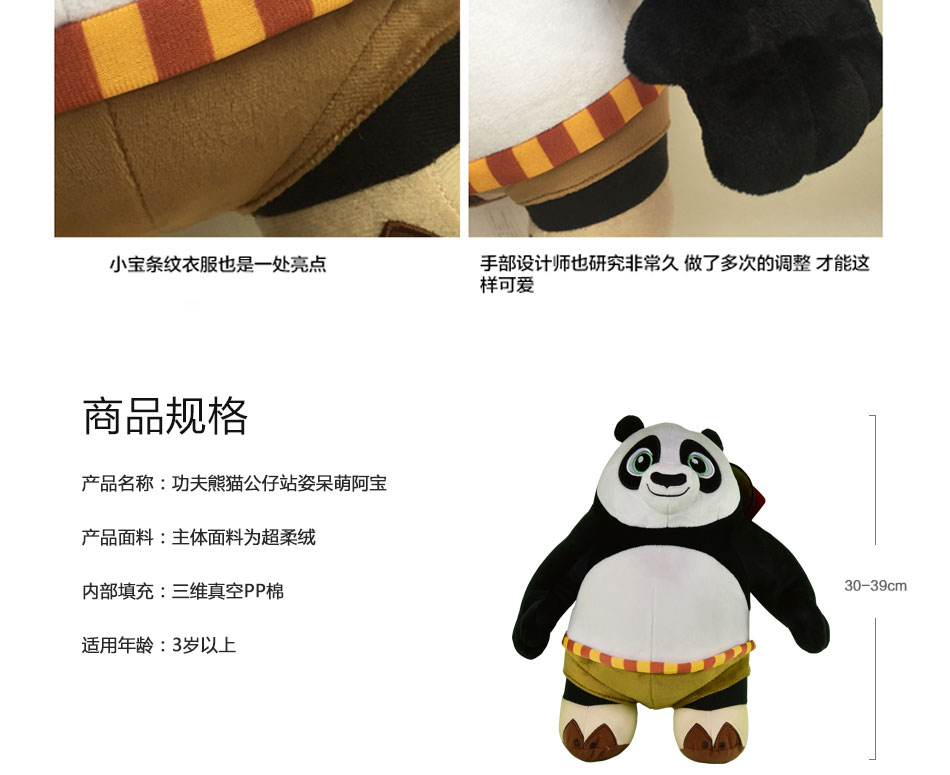 小宝条纹衣服也是一处亮点
手部设计师也研究非常久 做了多次的调整 才能这
样可爱
商品规格
产品名称：功夫熊猫公仔站姿呆萌阿宝
产品面料：主体面料为超柔绒
内部填充：三维真空PP棉
适用年龄：3岁以上
30-39cm